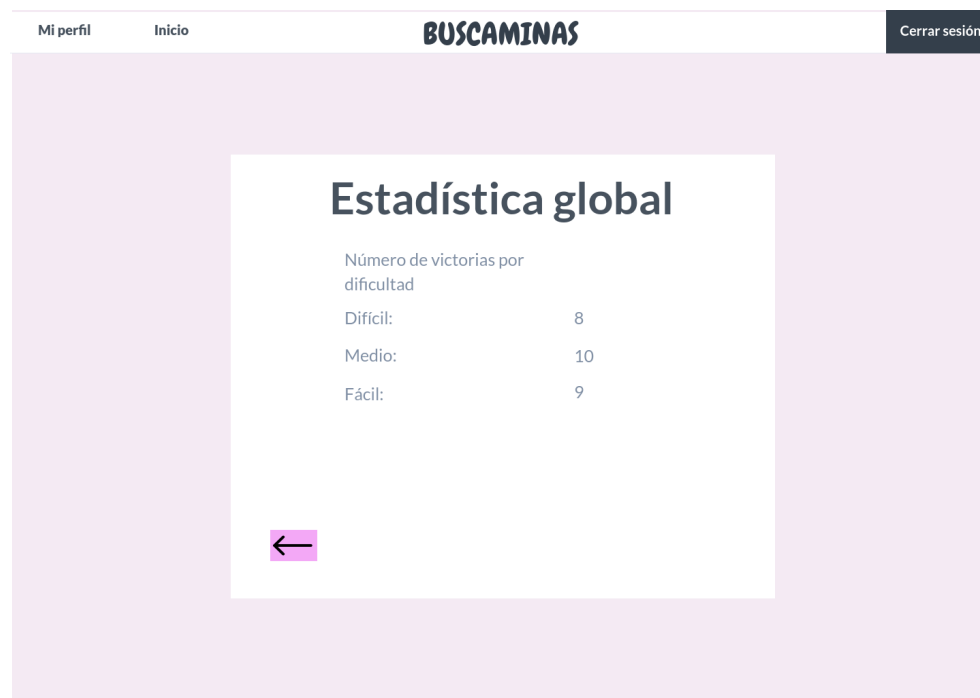 Mi perfil
Inicio
BUSCAMINAS
Cerrar sesión
Estadística global
Número de victorias por
dificultad
Difícil: 8
Medio: 10
Fácil: 9